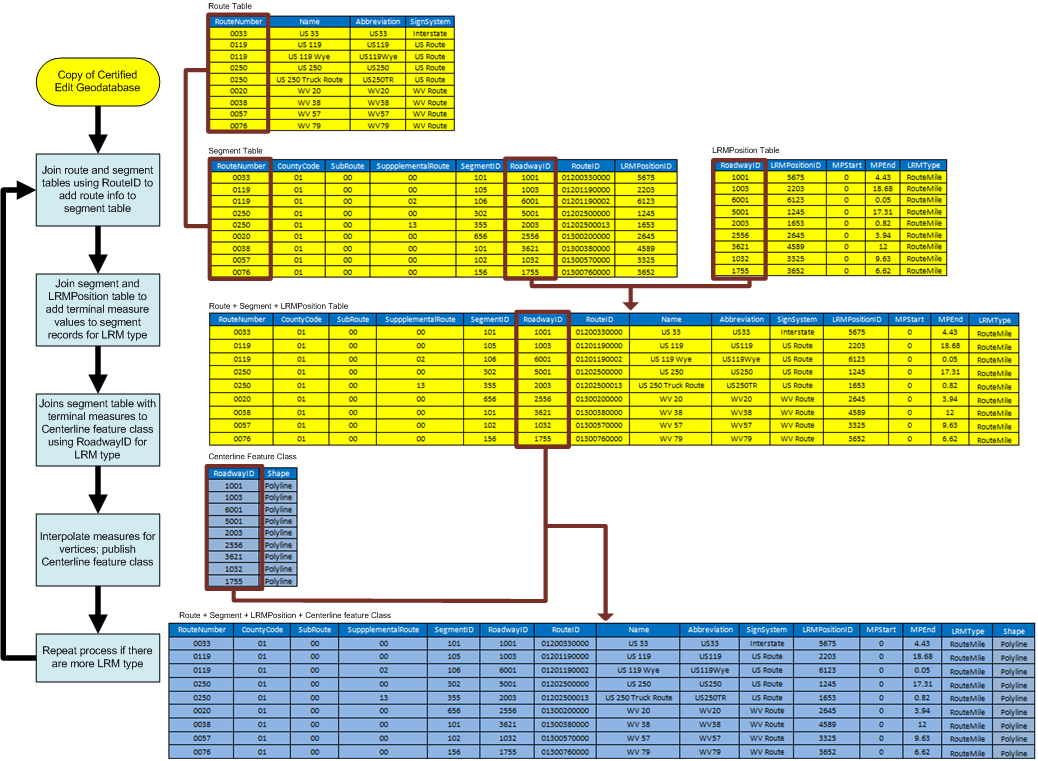 Copy of Certified
Edit Geodatabase
Join route and segment
tables using RouteID to
add route info to
segment table
Join segment and
LRMPosition table to
add terminal measure
values to segment
records for LRM type
Joins segment table with
terminal measures to
Centerline feature class
using RoadwayID for
LRM type
Interpolate measures for
vertices; publish
Centerline feature class
Repeat process if there
are more LRM type
Route Table
RouteNumber Name Abbreviation SignSystem
0033 US 33 US33 Interstate
0119 US 119 US119 US Route
0119 US 119 Wye US119Wye US Route
0250 US 250 US250 US Route
0250 US 250 Truck Route US250TR US Route
0020 WV 20 WV20 WV Route
0038 WV 38 WV38 WV Route
0057 WV 57 WV57 WV Route
0076 WV 79 WV79 WV Route
Segment Table
RouteNumber CountyCode SubRoute SuppplementalRoute SegmentID RoadwayID RouteID LRMPositionID
0033 01 00 00 101 1001 01200330000 5675
0119 01 00 00 105 1003 01201190000 2203
0119 01 00 02 106 6001 01201190002 6123
0250 01 00 00 302 5001 01202500000 1245
0250 01 00 13 355 2003 01202500013 1653
0020 01 00 00 656 2556 01300200000 2645
0038 01 00 00 101 3621 01300380000 4589
0057 01 00 00 102 1032 01300570000 3325
0076 01 00 00 156 1755 01300760000 3652
LRMPosition Table
RoadwayID LRMPositionID MPStart MPEnd LRMType
1001 5675 0 4.43 RouteMile
1003 2203 0 18.68 RouteMile
6001 6123 0 0.05 RouteMile
5001 1245 0 17.31 RouteMile
2003 1653 0 0.82 RouteMile
2556 2645 0 3.94 RouteMile
3621 4589 0 12 RouteMile
1032 3325 0 9.63 RouteMile
1755 3652 0 6.62 RouteMile
Route + Segment + LRMPosition Table
RouteNumber CountyCode SubRoute SuppplementalRoute SegmentID RoadwayID RouteID Name Abbreviation SignSystem LRMPositionID MPStart MPEnd LRMType
0033 01 00 00 101 1001 01200330000 US 33 US33 Interstate 5675 0 4.43 RouteMile
0119 01 00 00 105 1003 01201190000 US 119 US119 US Route 2203 0 18.68 RouteMile
0119 01 00 02 106 6001 01201190002 US 119 Wye US119Wye US Route 6123 0 0.05 RouteMile
0250 01 00 00 302 5001 01202500000 US 250 US250 US Route 1245 0 17.31 RouteMile
0250 01 00 13 355 2003 01202500013 US 250 Truck Route US250TR US Route 1653 0 0.82 RouteMile
0020 01 00 00 656 2556 01300200000 WV 20 WV20 WV Route 2645 0 3.94 RouteMile
0038 01 00 00 101 3621 01300380000 WV 38 WV38 WV Route 4589 0 12 RouteMile
0057 01 00 00 102 1032 01300570000 WV 57 WV57 WV Route 3325 0 9.63 RouteMile
0076 01 00 00 156 1755 01300760000 WV 79 WV79 WV Route 3652 0 6.62 RouteMile
Centerline Feature Class
RoadwayID Shape
1001 Polyline
1003 Polyline
6001 Polyline
5001 Polyline
2003 Polyline
2556 Polyline
3621 Polyline
1032 Polyline
1755 Polyline
Route + Segment + LRMPosition + Centerline feature Class
RouteNumber CountyCode SubRoute SuppplementalRoute SegmentID RoadwayID RouteID Name Abbreviation SignSystem LRMPositionID MPStart MPEnd LRMType Shape
0033 01 00 00 101 1001 01200330000 US 33 US33 Interstate 5675 0 4.43 RouteMile Polyline
0119 01 00 00 105 1003 01201190000 US 119 US119 US Route 2203 0 18.68 RouteMile Polyline
0119 01 00 02 106 6001 01201190002 US 119 Wye US119Wye US Route 6123 0 0.05 RouteMile Polyline
0250 01 00 00 302 5001 01202500000 US 250 US250 US Route 1245 0 17.31 RouteMile Polyline
0250 01 00 13 355 2003 01202500013 US 250 Truck Route US250TR US Route 1653 0 0.82 RouteMile Polyline
0020 01 00 00 656 2556 01300200000 WV 20 WV20 WV Route 2645 0 3.94 RouteMile Polyline
0038 01 00 00 101 3621 01300380000 WV 38 WV38 WV Route 4589 0 12 RouteMile Polyline
0057 01 00 00 102 1032 01300570000 WV 57 WV57 WV Route 3325 0 9.63 RouteMile Polyline
0076 01 00 00 156 1755 01300760000 WV 79 WV79 WV Route 3652 0 6.62 RouteMile Polyline